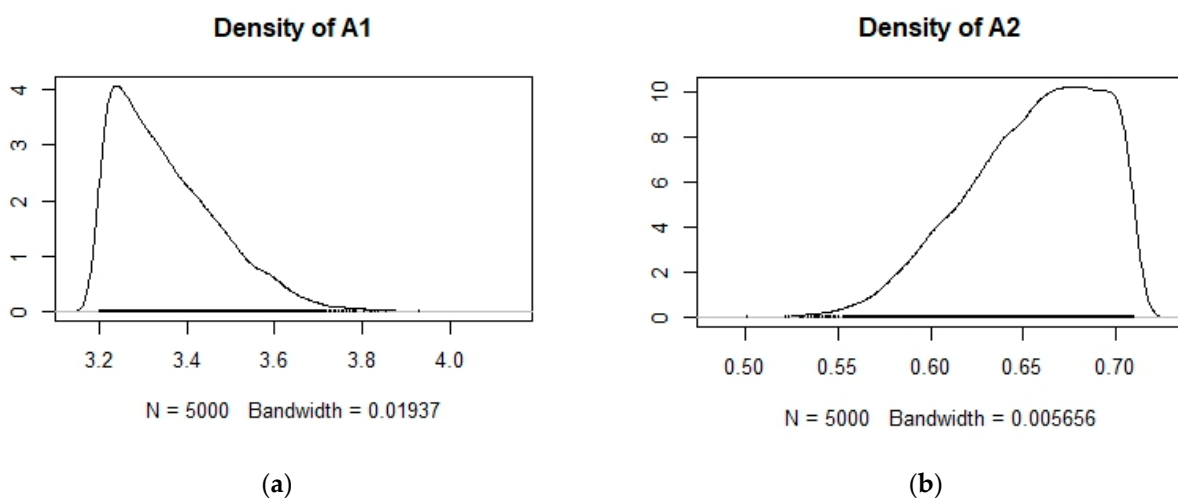 Density of A1
4
3
2
1
0
3.2 3.4 3.6 3.8 4.0
N = 5000 Bandwidth = 0.01937
(a)
Density of A2
10
8
6
4
2
0
0.50 0.55 0.60 0.65 0.70
N = 5000 Bandwidth = 0.005656
(b)